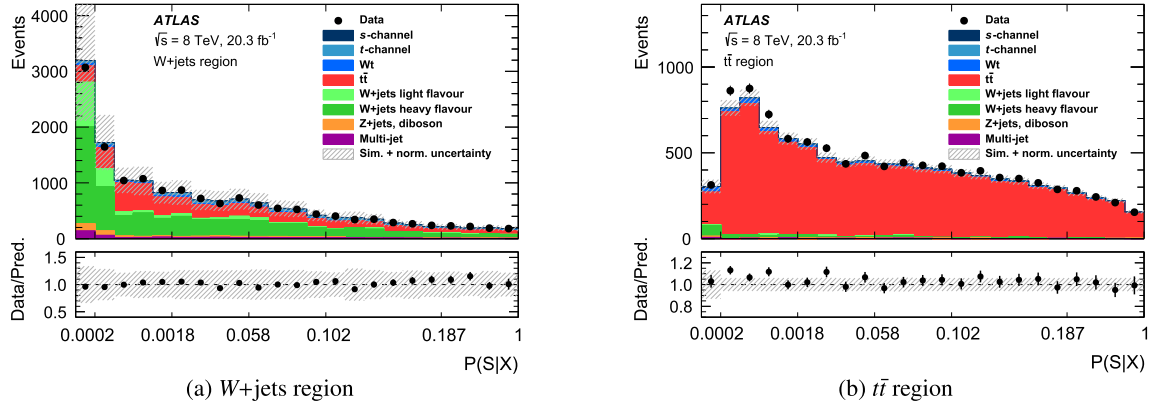 Events
4000
3000
2000
1000
0
ATLAS
√s = 8 TeV, 20.3 fb-1
W+jets region
Data
s-channel
t-channel
Wt
tt̄
W+jets light flavour
W+jets heavy flavour
Z+jets, diboson
Multi-jet
Sim. + norm. uncertainty
Data/Pred.
1.5
1.0
0.5
0.0002 0.0018 0.058 0.102 0.187 1
P(S|X)
(a) W+jets region
Events
1000
500
0
ATLAS
√s = 8 TeV, 20.3 fb-1
tt̄ region
Data
s-channel
t-channel
Wt
tt̄
W+jets light flavour
W+jets heavy flavour
Z+jets, diboson
Multi-jet
Sim. + norm. uncertainty
Data/Pred.
1.2
1.0
0.8
0.0002 0.0018 0.058 0.102 0.187 1
P(S|X)
(b) tt̄ region